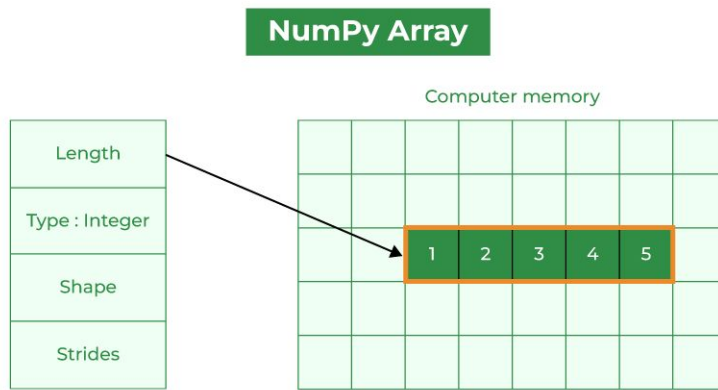 NumPy Array
Computer memory
Length
Type : Integer
Shape
Strides
1 2 3 4 5